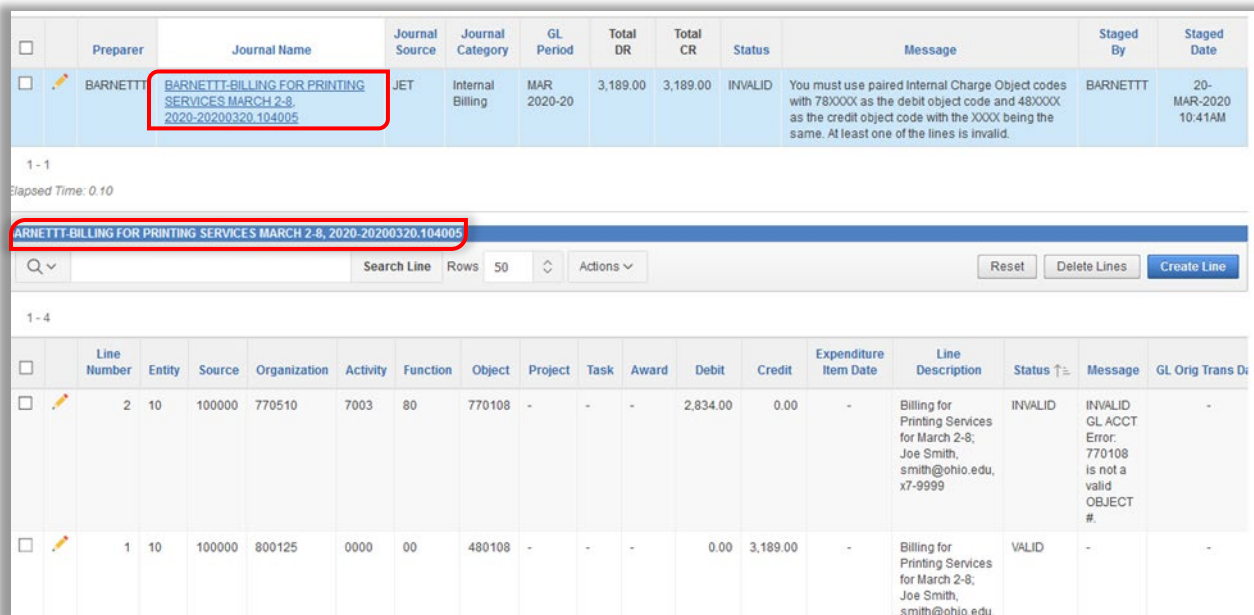 Preparer Journal Name Journal Source Journal Category GL Period Total DR Total CR Status Message Staged By Staged Date
BARNETTT BARNETTT-BILLING FOR PRINTING SERVICES MARCH 2-8, 2020-20200320.104005 JET Internal Billing MAR 2020-20 3,189.00 3,189.00 INVALID You must use paired Internal Charge Object codes with 78XXXX as the debit object code and 48XXXX as the credit object code with the XXXX being the same. At least one of the lines is invalid. BARNETTT 20-MAR-2020 10:41AM
1 - 1
Elapsed Time: 0.10
ARNETTT-BILLING FOR PRINTING SERVICES MARCH 2-8, 2020-20200320.104005
Search Line Rows 50 Actions Reset Delete Lines Create Line
1 - 4
Line Number Entity Source Organization Activity Function Object Project Task Award Debit Credit Expenditure Item Date Line Description Status Message GL Orig Trans Da
2 10 100000 770510 7003 80 770108 - - - 2,834.00 0.00 - Billing for Printing Services for March 2-8; Joe Smith, smith@ohio.edu, x7-9999 INVALID INVALID GL ACCT Error: 770108 is not a valid OBJECT #. -
1 10 100000 800125 0000 00 480108 - - - 0.00 3,189.00 - Billing for Printing Services for March 2-8; Joe Smith, smith@ohio.edu, VALID - -